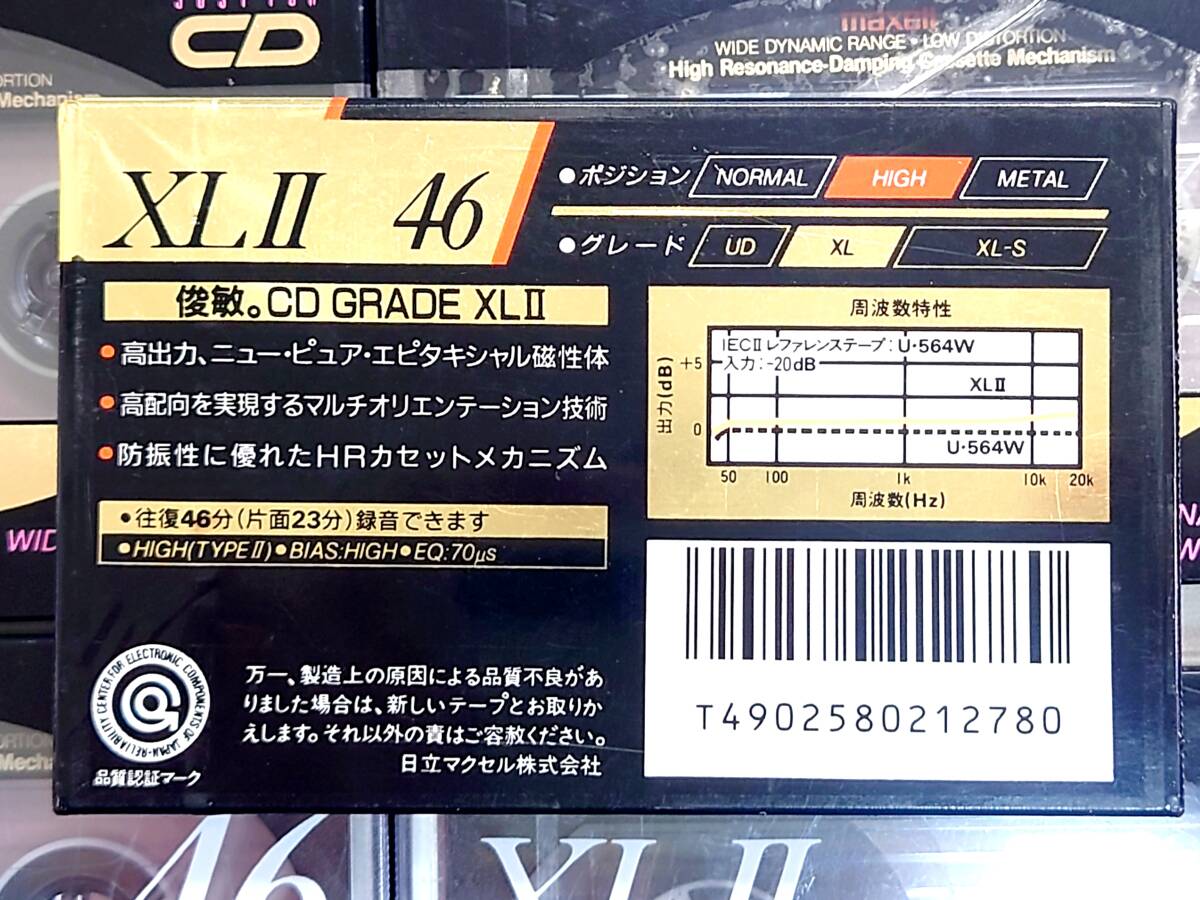 CD
ORTION
Mechanism
maxell
WIDE DYNAMIC RANGE • LOW DISTORTION
High Resonance-Damping Cassette Mechanism
XLII 46
●ポジション NORMAL HIGH METAL
●グレード UD XL XL-S
俊敏。CD GRADE XLII
●高出力、ニュー・ピュア・エピタキシャル磁性体
●高配向を実現するマルチオリエンテーション技術
●防振性に優れたHRカセットメカニズム
●往復46分(片面23分)録音できます
●HIGH(TYPEII)●BIAS:HIGH●EQ:70μs
周波数特性
IECII レファレンステープ:U・564W
入力:-20dB
XLII
U・564W
出力(dB)
+5
0
50 100 1k 10k 20k
周波数(Hz)
T4902580212780
RELIABILITY CENTER FOR ELECTRONIC COMPONENTS OF JAPAN
品質認証マーク
万一、製造上の原因による品質不良があ
りました場合は、新しいテープとお取りか
えします。それ以外の責はご容赦ください。
日立マクセル株式会社
WID
46
XLII